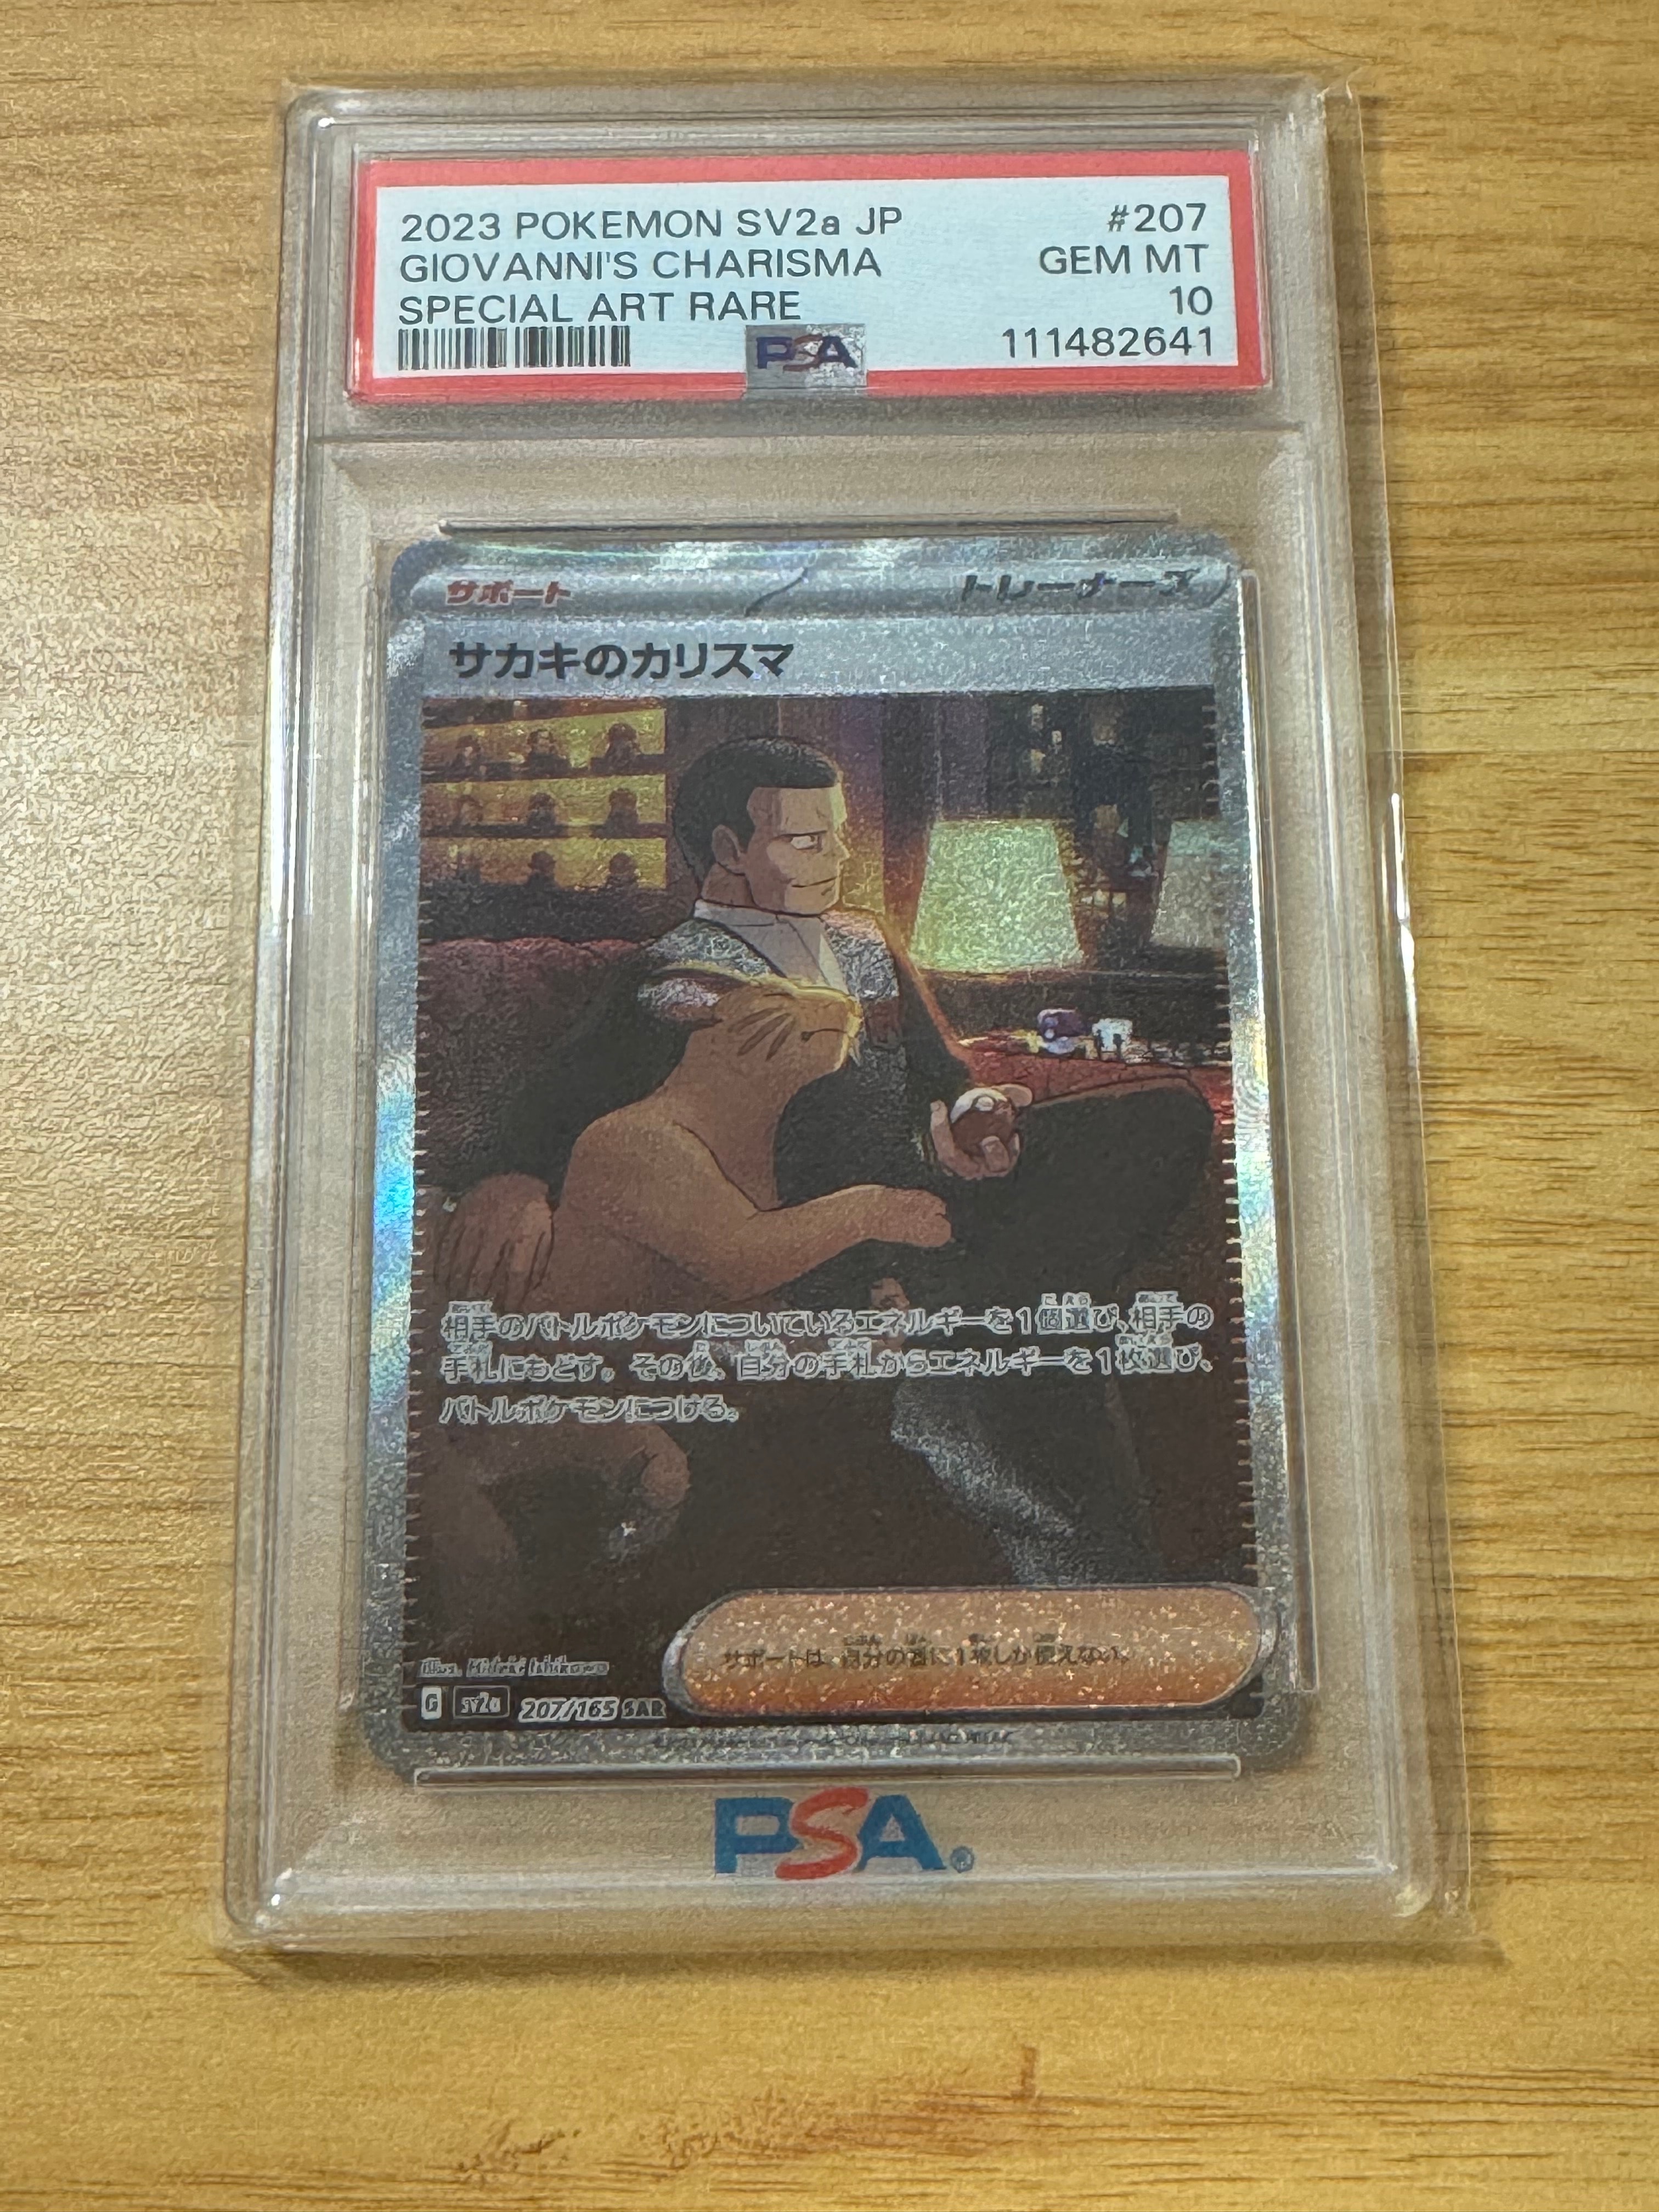 2023 POKEMON SV2a JP #207
GIOVANNI'S CHARISMA GEM MT
SPECIAL ART RARE 10
PSA 111482641
サポート トレーナーズ
サカキのカリスマ
相手のバトルポケモンについているエネルギーを1個選び、相手の
手札にもどす。その後、自分の手札からエネルギーを1枚選び、
バトルポケモンにつける。
サポートは、自分の番に1枚しか使えない。
Illus.
G sv2a 207/165 SAR
PSA®